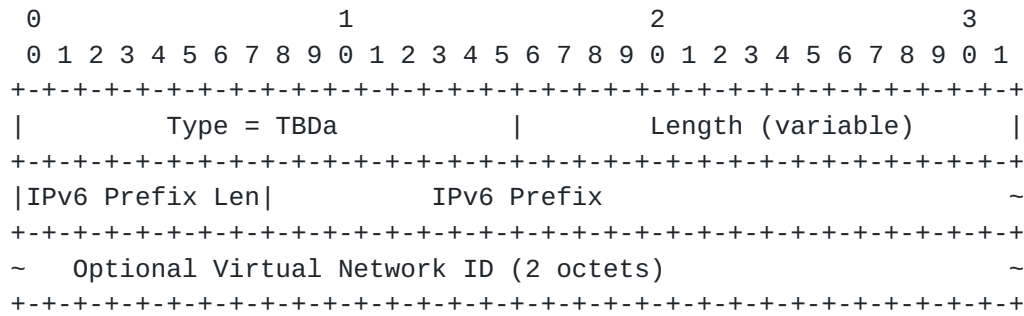 0                   1                   2                   3
 0 1 2 3 4 5 6 7 8 9 0 1 2 3 4 5 6 7 8 9 0 1 2 3 4 5 6 7 8 9 0 1
+-+-+-+-+-+-+-+-+-+-+-+-+-+-+-+-+-+-+-+-+-+-+-+-+-+-+-+-+-+-+-+-+
|         Type = TBDa           |        Length (variable)      |
+-+-+-+-+-+-+-+-+-+-+-+-+-+-+-+-+-+-+-+-+-+-+-+-+-+-+-+-+-+-+-+-+
|IPv6 Prefix Len|          IPv6 Prefix                          ~
+-+-+-+-+-+-+-+-+-+-+-+-+-+-+-+-+-+-+-+-+-+-+-+-+-+-+-+-+-+-+-+-+
~   Optional Virtual Network ID (2 octets)                      ~
+-+-+-+-+-+-+-+-+-+-+-+-+-+-+-+-+-+-+-+-+-+-+-+-+-+-+-+-+-+-+-+-+